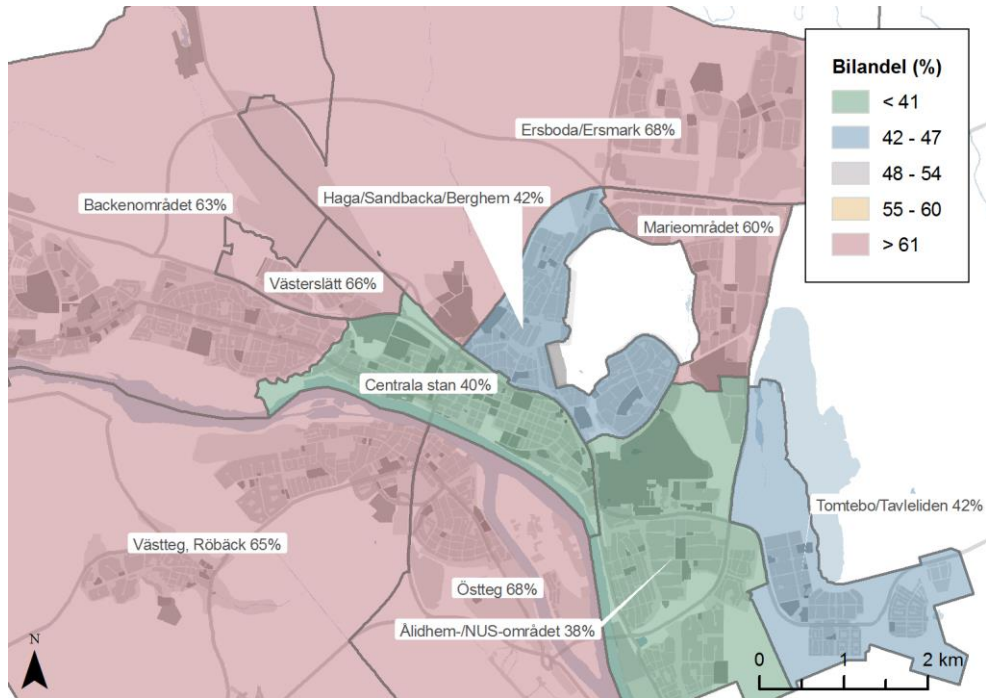 Bilandel (%)
< 41
42 - 47
48 - 54
55 - 60
> 61
Ersboda/Ersmark 68%
Haga/Sandbacka/Berghem 42%
Backenområdet 63%
Marieområdet 60%
Västerslätt 66%
Centrala stan 40%
Tomtebo/Tavleliden 42%
Västteg, Röbäck 65%
Östteg 68%
Ålidhem-/NUS-området 38%
N
0 1 2 km